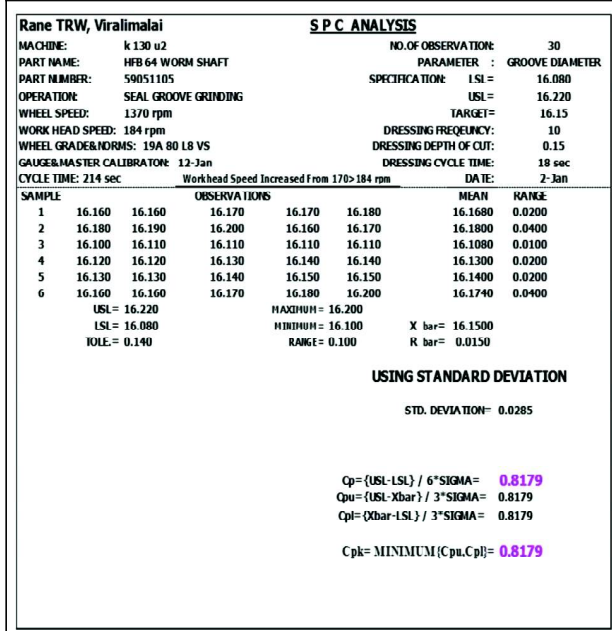 Rane TRW, Viralimalai S P C ANALYSIS
MACHINE: k 130 u2 NO.OF OBSERVATION: 30
PART NAME: HFB 64 WORM SHAFT PARAMETER : GROOVE DIAMETER
PART NUMBER: 59051105 SPECIFICATION: LSL = 16.080
OPERATION: SEAL GROOVE GRINDING USL = 16.220
WHEEL SPEED: 1370 rpm TARGET= 16.15
WORK HEAD SPEED: 184 rpm DRESSING FREQEUNCY: 10
WHEEL GRADE&NORMS: 19A 80 L8 VS DRESSING DEPTH OF CUT: 0.15
GAUGE&MASTER CALIBRATON: 12-Jan DRESSING CYCLE TIME: 18 sec
CYCLE TIME: 214 sec Workhead Speed Increased From 170>184 rpm DATE: 2-Jan
SAMPLE OBSERVATIONS MEAN RANGE
1 16.160 16.160 16.170 16.170 16.180 16.1680 0.0200
2 16.180 16.190 16.200 16.160 16.170 16.1800 0.0400
3 16.100 16.110 16.110 16.110 16.110 16.1080 0.0100
4 16.120 16.120 16.130 16.140 16.140 16.1300 0.0200
5 16.130 16.130 16.140 16.150 16.150 16.1400 0.0200
6 16.160 16.160 16.170 16.180 16.200 16.1740 0.0400
USL= 16.220 MAXIMUM = 16.200
LSL = 16.080 MINIMUM = 16.100 X bar= 16.1500
TOLE.= 0.140 RANGE = 0.100 R bar= 0.0150
USING STANDARD DEVIATION
STD. DEVIATION= 0.0285
Cp={USL-LSL} / 6*SIGMA= 0.8179
Cpu={USL-Xbar} / 3*SIGMA= 0.8179
Cpl={Xbar-LSL} / 3*SIGMA= 0.8179
Cpk= MINIMUM{Cpu,Cpl}= 0.8179